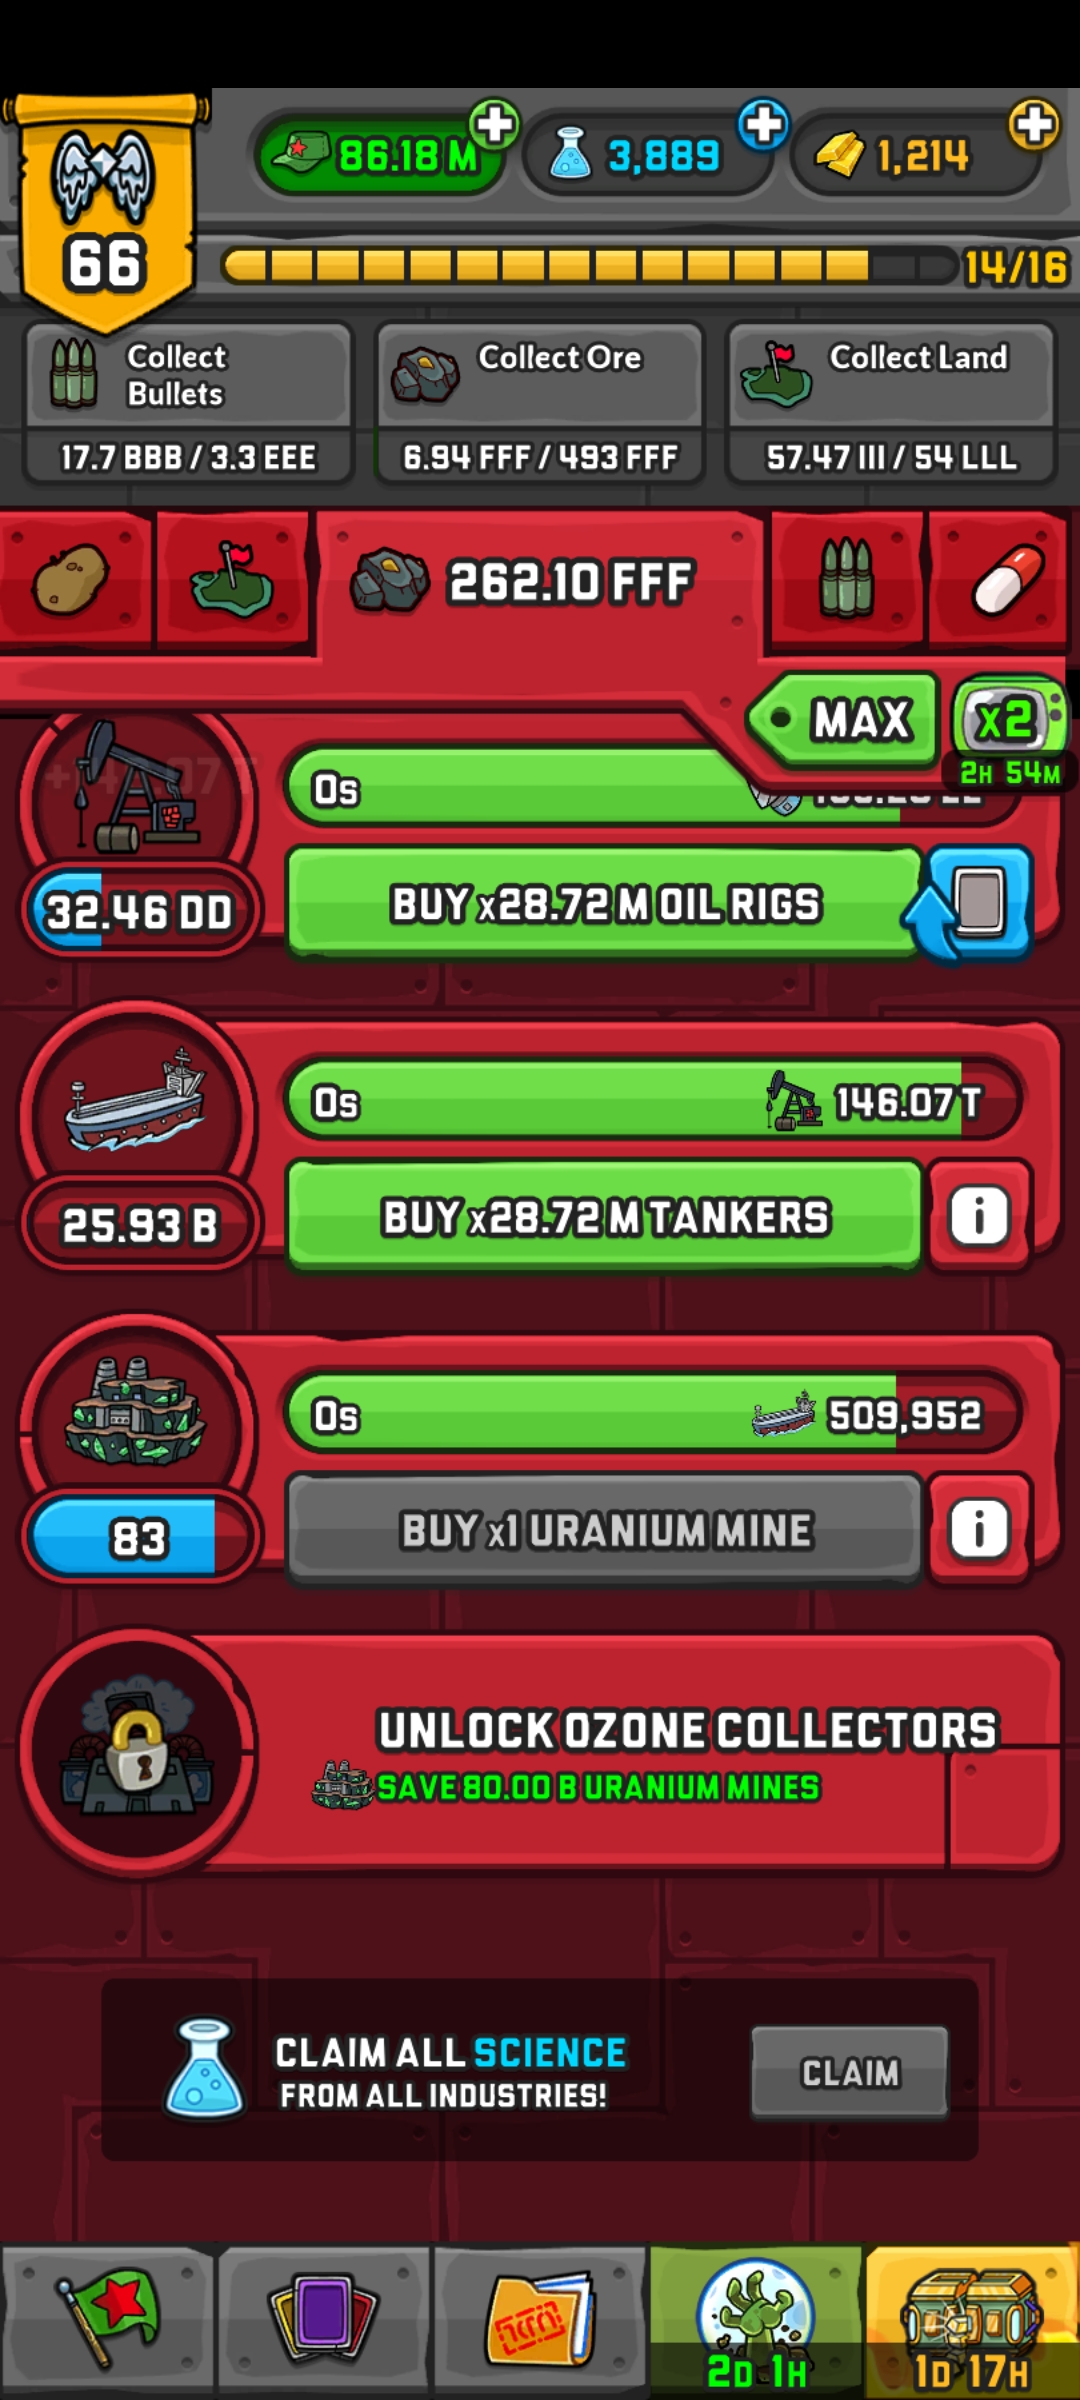 86.18 M
3,889
1,214
66
14/16
Collect
Bullets
17.7 BBB / 3.3 EEE
Collect Ore
6.94 FFF / 493 FFF
Collect Land
57.47 III / 54 LLL
262.10 FFF
MAX
X2
2H 54M
0s
32.46 DD
BUY x28.72 M OIL RIGS
0s
146.07 T
25.93 B
BUY x28.72 M TANKERS
i
0s
509,952
83
BUY x1 URANIUM MINE
i
UNLOCK OZONE COLLECTORS
SAVE 80.00 B URANIUM MINES
CLAIM ALL SCIENCE
FROM ALL INDUSTRIES!
CLAIM
2D 1H
1D 17H